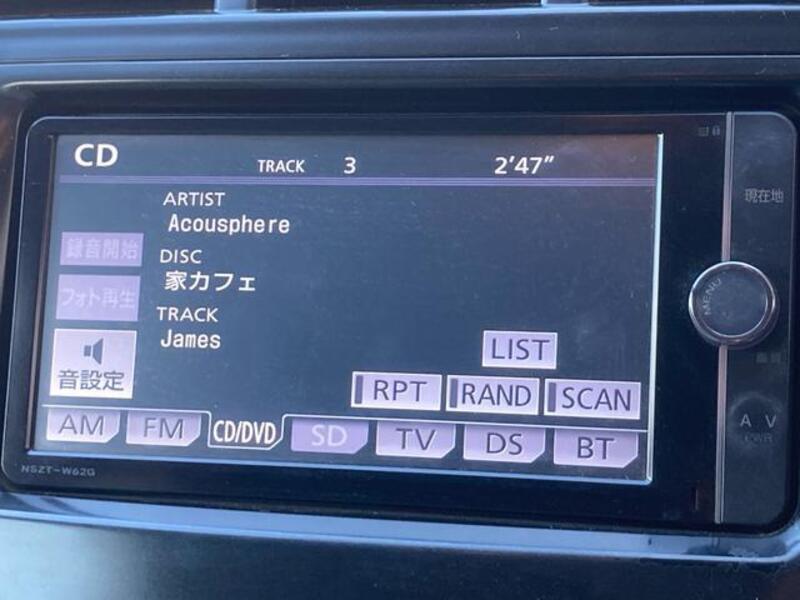 CD
TRACK 3 2'47"
ARTIST
Acousphere
DISC
家カフェ
TRACK
James
録音開始
フォト再生
音設定
LIST
RPT RAND SCAN
AM FM CD/DVD SD TV DS BT
NSZT-W62G
現在地
MENU
A V
PWR